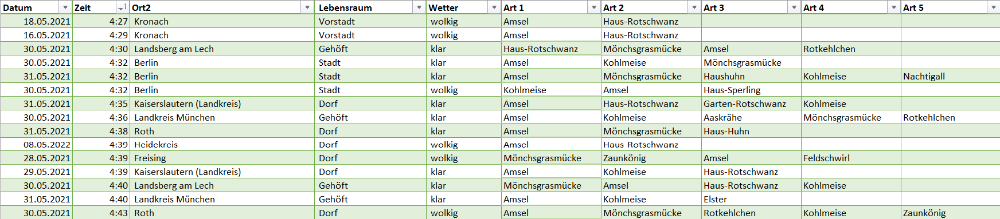 Datum Zeit Ort2 Lebensraum Wetter Art 1 Art 2 Art 3 Art 4 Art 5
18.05.2021 4:27 Kronach Vorstadt wolkig Amsel Haus-Rotschwanz
16.05.2021 4:29 Kronach Vorstadt wolkig Amsel Haus-Rotschwanz
30.05.2021 4:30 Landsberg am Lech Gehöft klar Haus-Rotschwanz Mönchsgrasmücke Amsel Rotkehlchen
30.05.2021 4:32 Berlin Stadt klar Amsel Kohlmeise Mönchsgrasmücke
31.05.2021 4:32 Berlin Stadt klar Amsel Mönchsgrasmücke Haushuhn Kohlmeise Nachtigall
30.05.2021 4:32 Berlin Stadt wolkig Kohlmeise Amsel Haus-Sperling
31.05.2021 4:35 Kaiserslautern (Landkreis) Dorf klar Amsel Haus-Rotschwanz Garten-Rotschwanz Kohlmeise
30.05.2021 4:36 Landkreis München Gehöft klar Amsel Kohlmeise Aaskrähe Mönchsgrasmücke Rotkehlchen
31.05.2021 4:38 Roth Dorf klar Amsel Mönchsgrasmücke Haus-Huhn
08.05.2022 4:39 Heidekreis Dorf wolkig Amsel Haus Rotschwanz
28.05.2021 4:39 Freising Dorf wolkig Mönchsgrasmücke Zaunkönig Amsel Feldschwirl
29.05.2021 4:39 Kaiserslautern (Landkreis) Dorf klar Amsel Kohlmeise Haus-Rotschwanz
30.05.2021 4:40 Landsberg am Lech Gehöft klar Mönchsgrasmücke Amsel Haus-Rotschwanz Kohlmeise
31.05.2021 4:40 Landkreis München Gehöft klar Amsel Kohlmeise Elster
30.05.2021 4:43 Roth Dorf wolkig Amsel Mönchsgrasmücke Rotkehlchen Kohlmeise Zaunkönig